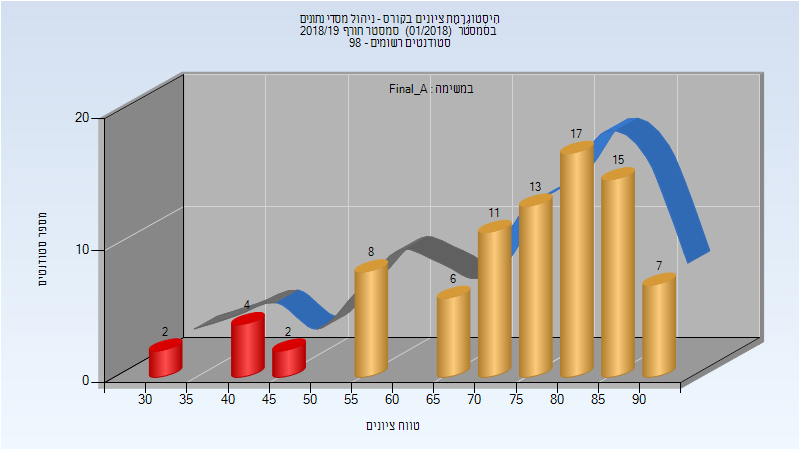 היסטוגרמת ציונים בקורס - ניהול מסדי נתונים
בסמסטר (01/2018) סמסטר חורף 2018/19
סטודנטים רשומים - 98
במשימה : Final_A
מספר סטודנטים
20
10
0
2
4
2
8
6
11
13
17
15
7
30 35 40 45 50 55 60 65 70 75 80 85 90
טווח ציונים